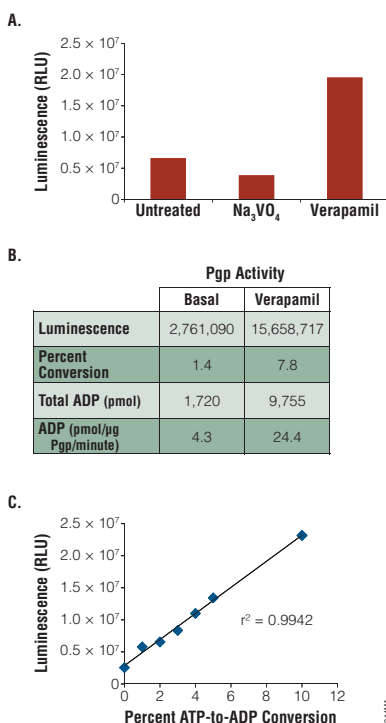 A.
Luminescence (RLU)
2.5 × 10⁷
2.0 × 10⁷
1.5 × 10⁷
1.0 × 10⁷
0.5 × 10⁷
0
Untreated Na₃VO₄ Verapamil
B.
Pgp Activity
Basal Verapamil
Luminescence 2,761,090 15,658,717
Percent
Conversion 1.4 7.8
Total ADP (pmol) 1,720 9,755
ADP (pmol/µg
Pgp/minute) 4.3 24.4
C.
Luminescence (RLU)
2.5 × 10⁷
2.0 × 10⁷
1.5 × 10⁷
1.0 × 10⁷
0.5 × 10⁷
0
r² = 0.9942
0 2 4 6 8 10 12
Percent ATP-to-ADP Conversion